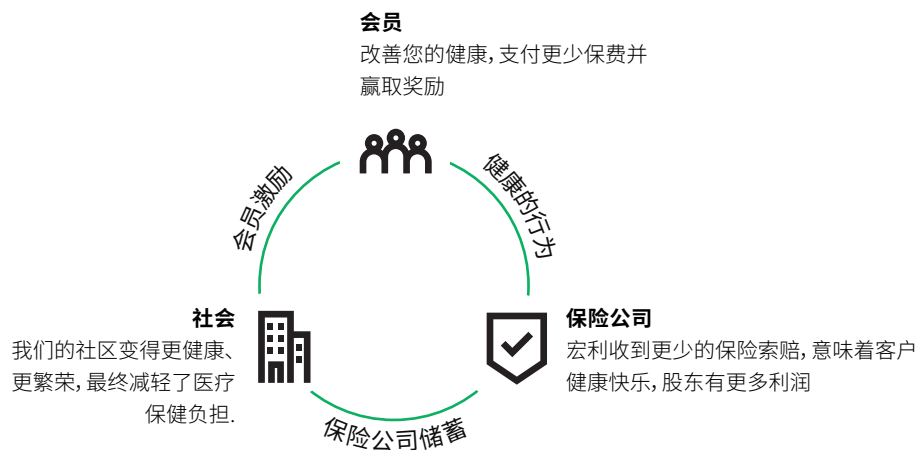 会员
改善您的健康，支付更少保费并
赢取奖励
会员激励
健康的行为
社会
我们的社区变得更健康、
更繁荣，最终减轻了医疗
保健负担.
保险公司
宏利收到更少的保险索赔，意味着客户
健康快乐，股东有更多利润
保险公司储蓄